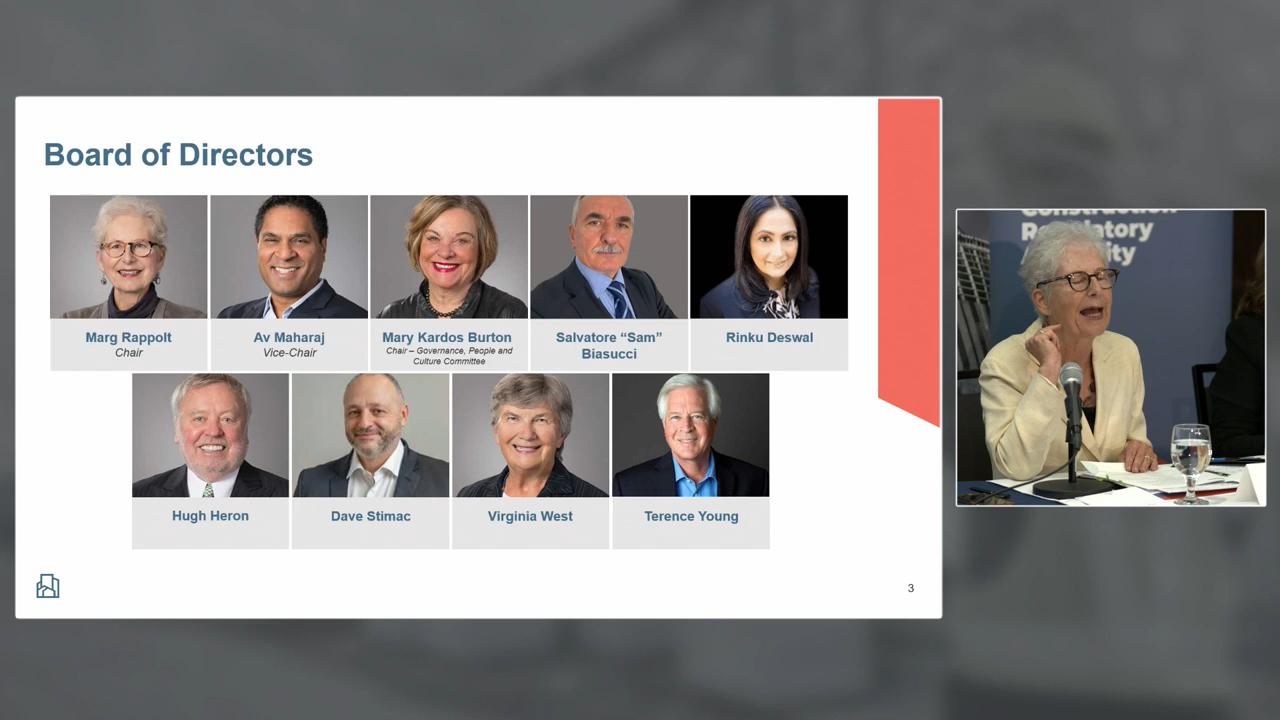 Board of Directors
Marg Rappolt
Chair
Av Maharaj
Vice-Chair
Mary Kardos Burton
Chair – Governance, People and
Culture Committee
Salvatore “Sam”
Biasucci
Rinku Deswal
Hugh Heron
Dave Stimac
Virginia West
Terence Young
3
Construction
Regulatory